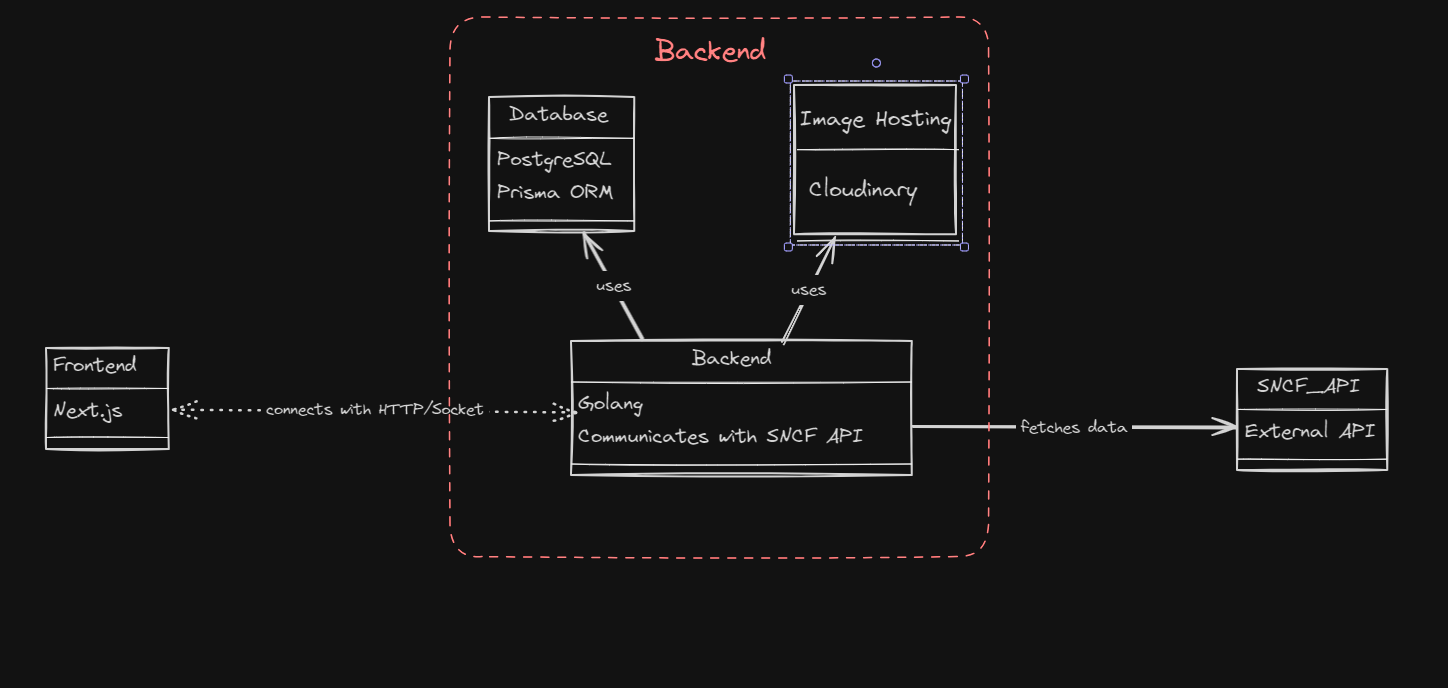 Backend
Database
PostgreSQL
Prisma ORM
Image Hosting
Cloudinary
uses
uses
Frontend
Next.js
connects with HTTP/Socket
Backend
Golang
Communicates with SNCF API
fetches data
SNCF_API
External API